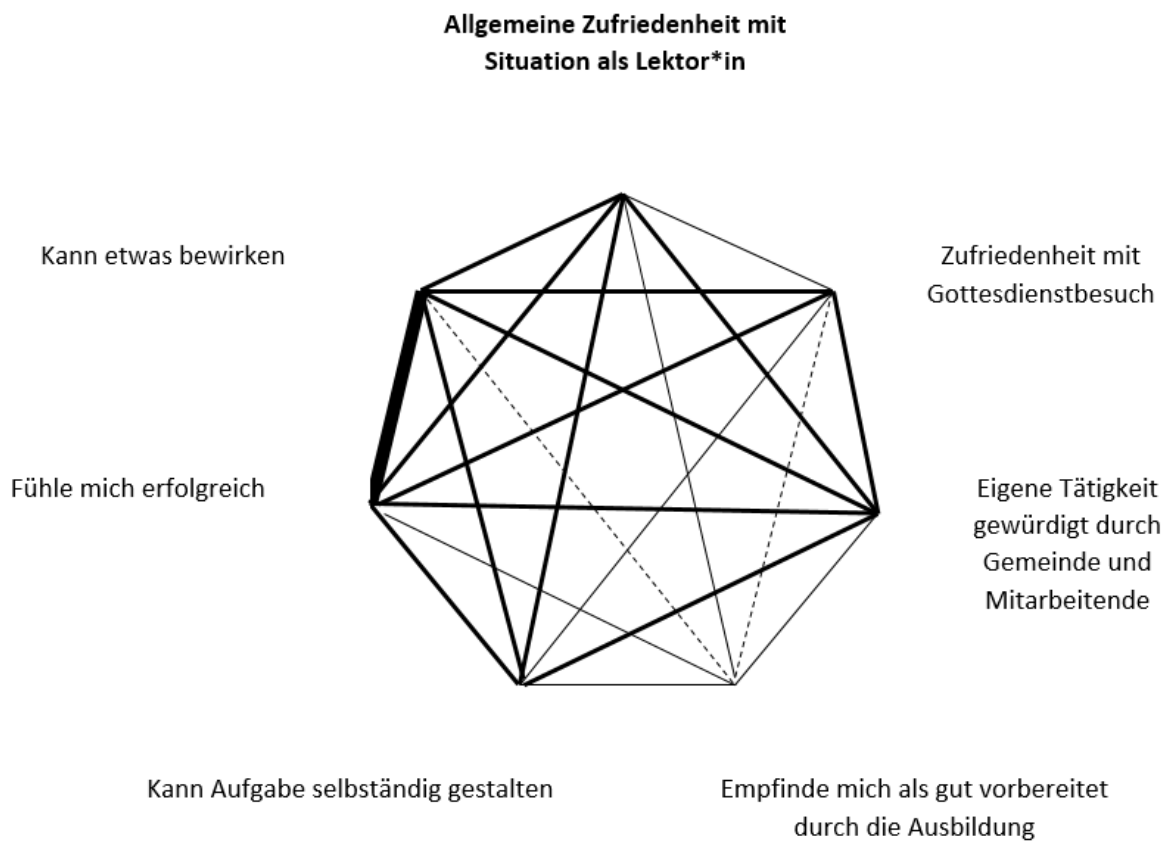 Allgemeine Zufriedenheit mit
Situation als Lektor*in
Kann etwas bewirken
Zufriedenheit mit
Gottesdienstbesuch
Fühle mich erfolgreich
Eigene Tätigkeit
gewürdigt durch
Gemeinde und
Mitarbeitende
Kann Aufgabe selbständig gestalten
Empfinde mich als gut vorbereitet
durch die Ausbildung